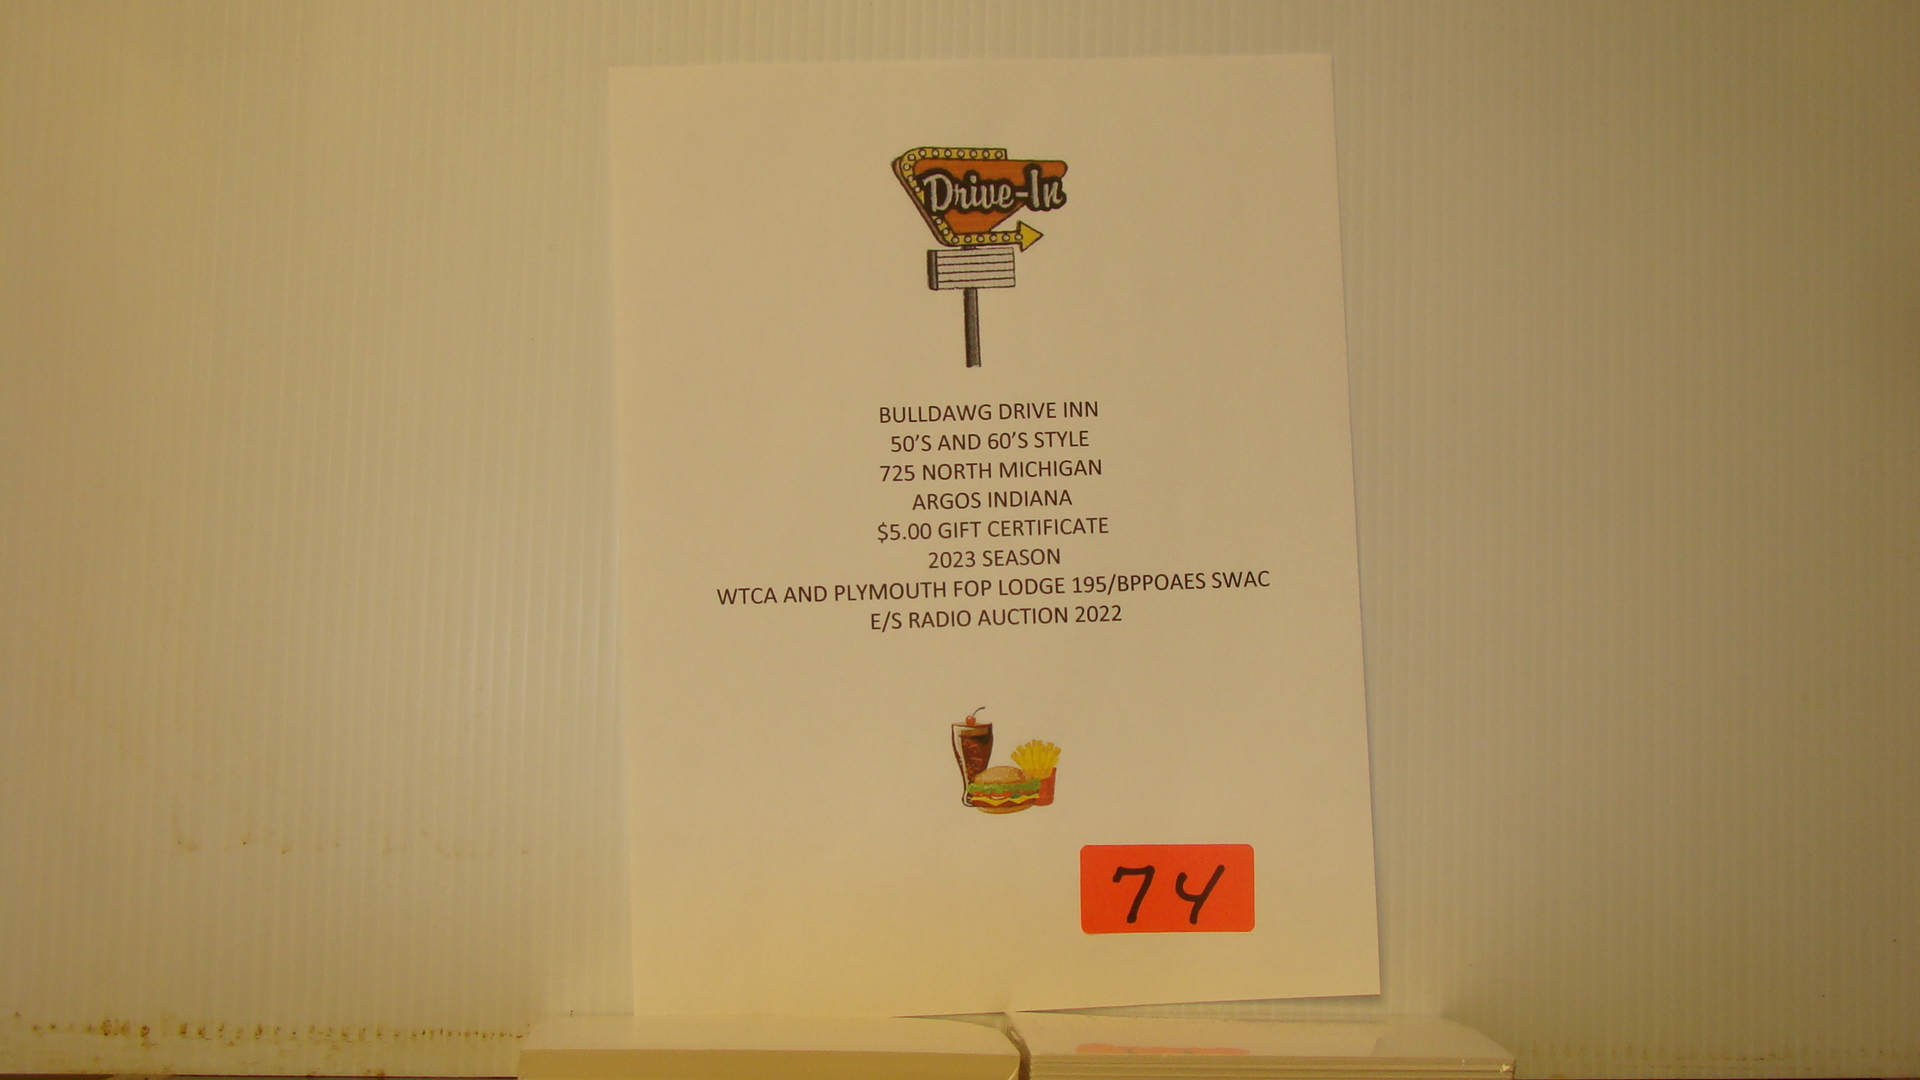 Drive-In
BULLDAWG DRIVE INN
50'S AND 60'S STYLE
725 NORTH MICHIGAN
ARGOS INDIANA
$5.00 GIFT CERTIFICATE
2023 SEASON
WTCA AND PLYMOUTH FOP LODGE 195/BPPOAES SWAC
E/S RADIO AUCTION 2022
74